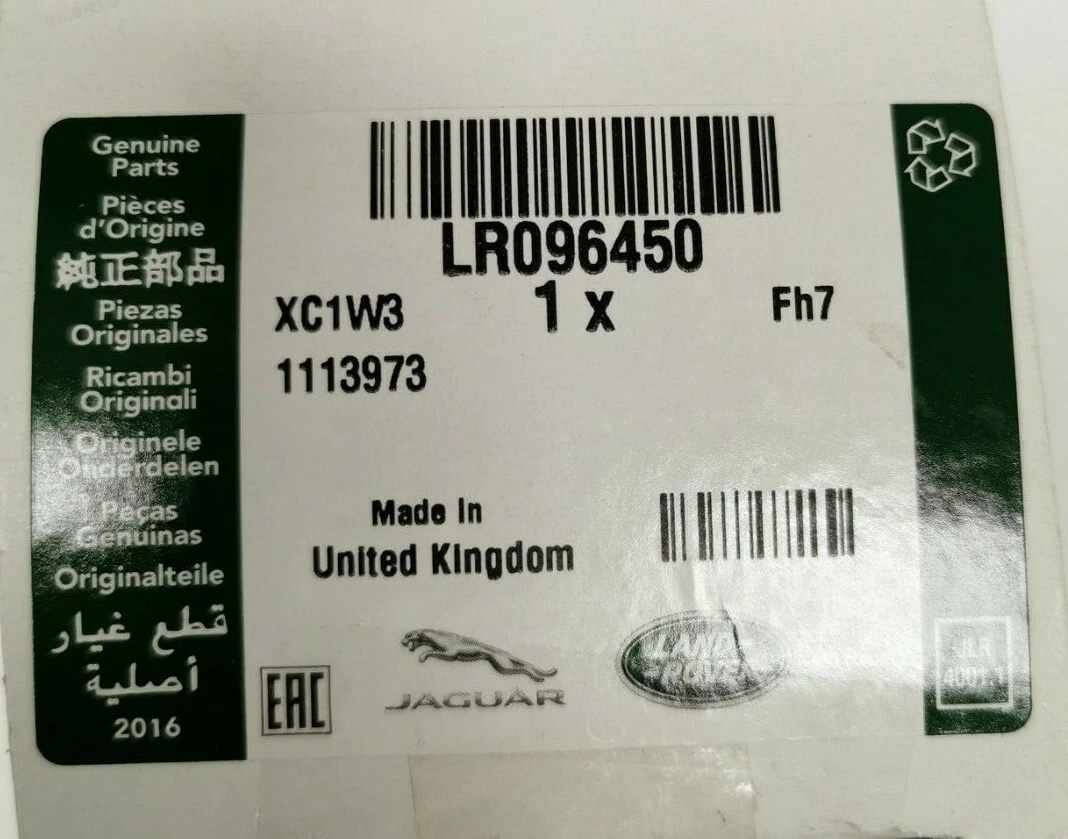 Genuine
Parts
Pièces
d'Origine
純正部品
Piezas
Originales
Ricambi
Originali
Originele
Onderdelen
Peças
Genuinas
Originalteile
قطع غيار
أصلية
2016
LR096450
XC1W3
1 x
Fh7
1113973
Made In
United Kingdom
EAC
JAGUAR
LAND
ROVER
JLR
4001.1